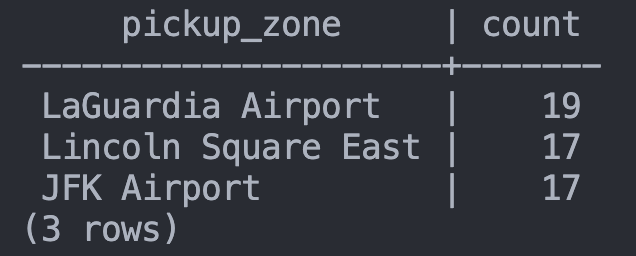 pickup_zone     | count
---------------------+-------
 LaGuardia Airport   |    19
 Lincoln Square East |    17
 JFK Airport         |    17
(3 rows)